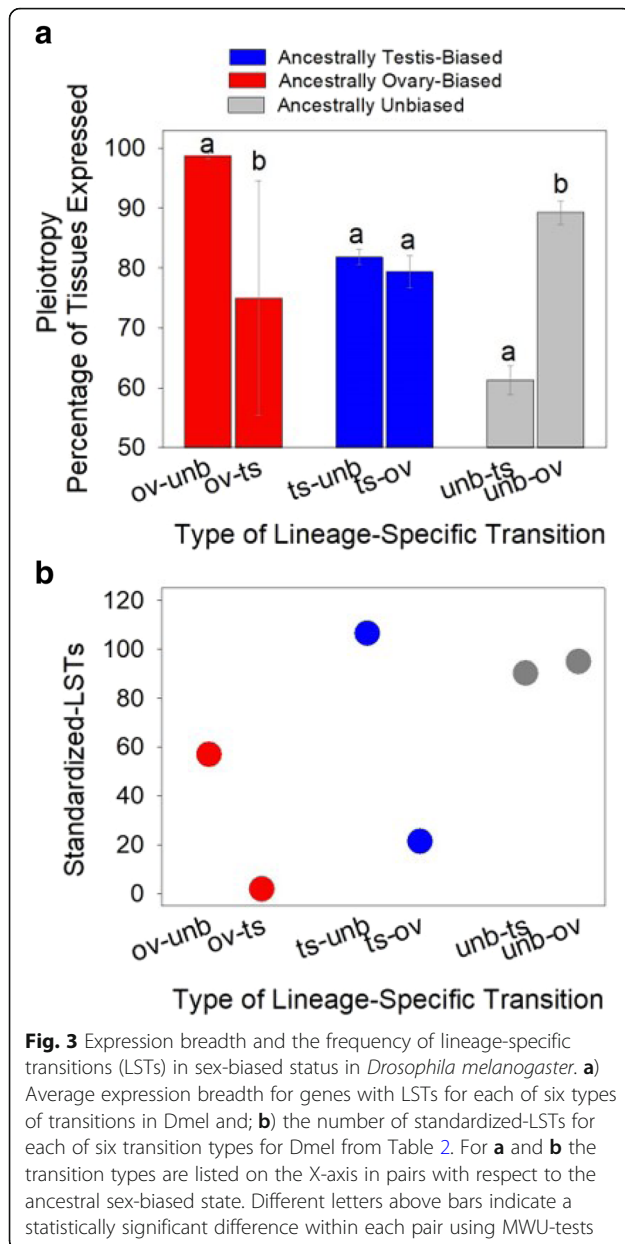 a
Ancestrally Testis-Biased
Ancestrally Ovary-Biased
Ancestrally Unbiased
Pleiotropy
Percentage of Tissues Expressed
100
90
80
70
60
50
a
b
a
a
a
b
ov-unb
ov-ts
ts-unb
ts-ov
unb-ts
unb-ov
Type of Lineage-Specific Transition
b
Standardized-LSTs
120
100
80
60
40
20
0
ov-unb
ov-ts
ts-unb
ts-ov
unb-ts
unb-ov
Type of Lineage-Specific Transition
Fig. 3 Expression breadth and the frequency of lineage-specific
transitions (LSTs) in sex-biased status in Drosophila melanogaster. a)
Average expression breadth for genes with LSTs for each of six types
of transitions in Dmel and; b) the number of standardized-LSTs for
each of six transition types for Dmel from Table 2. For a and b the
transition types are listed on the X-axis in pairs with respect to the
ancestral sex-biased state. Different letters above bars indicate a
statistically significant difference within each pair using MWU-tests